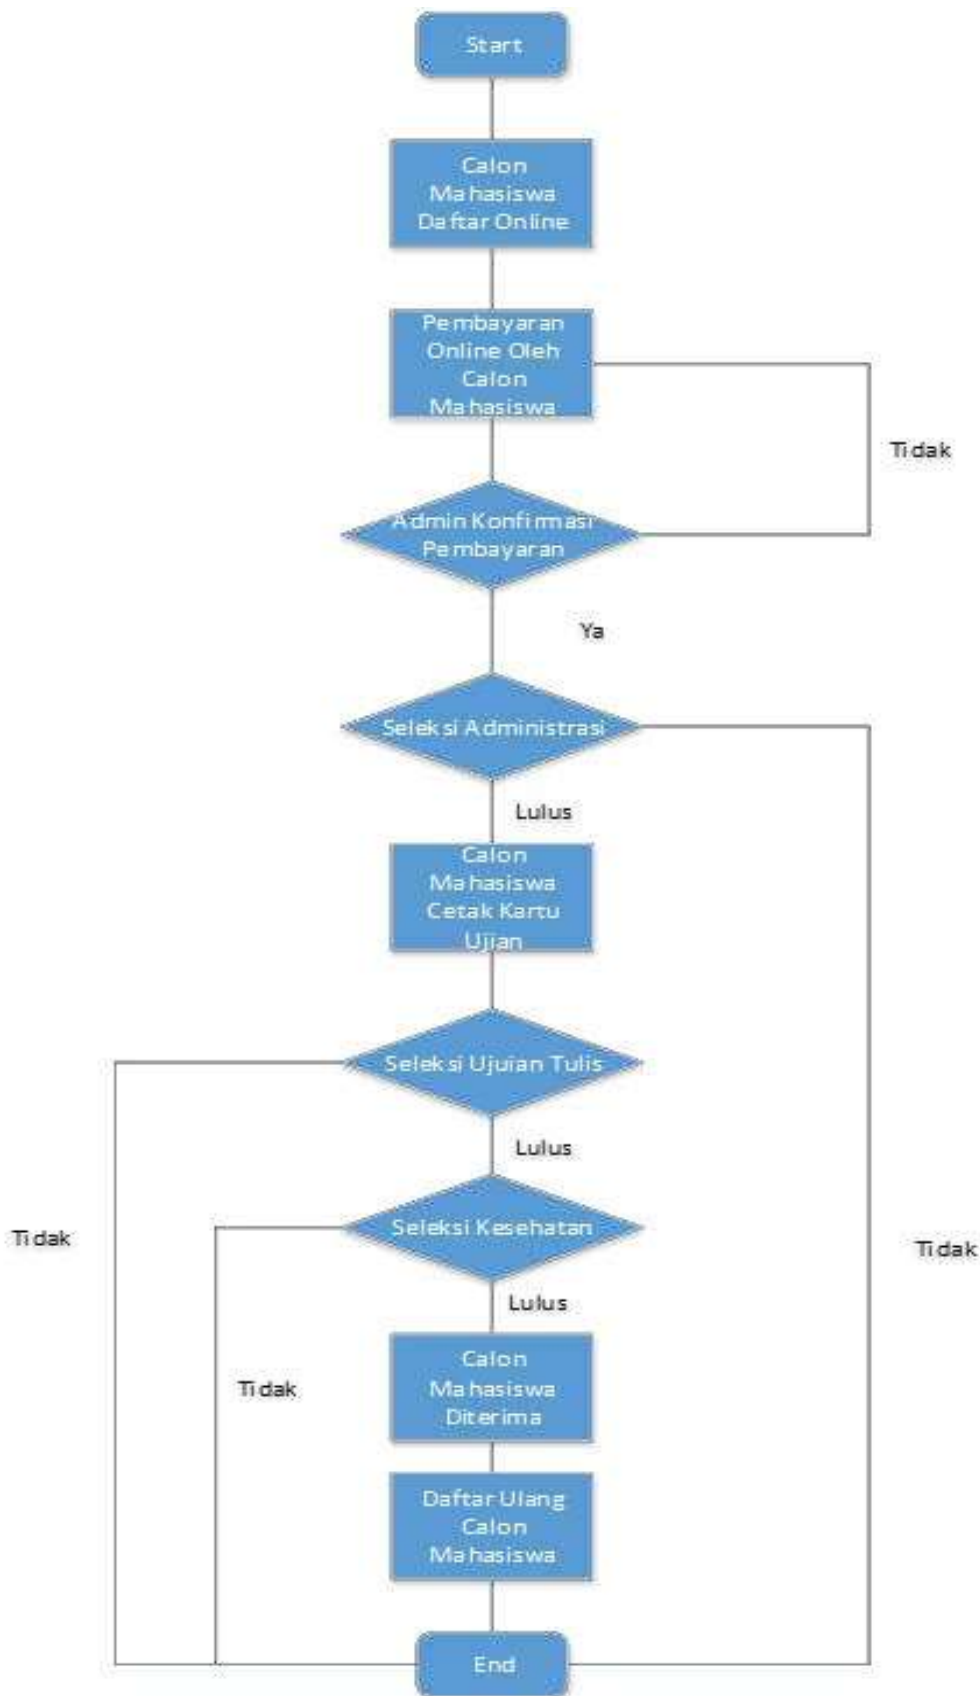 Start
Calon
Mahasiswa
Daftar Online
Pembayaran
Online Oleh
Calon
Mahasiswa
Tidak
Admin Konfirmasi
Pembayaran
Ya
Seleksi Administrasi
Lulus
Calon
Mahasiswa
Cetak Kartu
Ujian
Seleksi Ujuian Tulis
Lulus
Seleksi Kesehatan
Tidak
Tidak
Lulus
Calon
Mahasiswa
Diterima
Tidak
Daftar Ulang
Calon
Mahasiswa
End